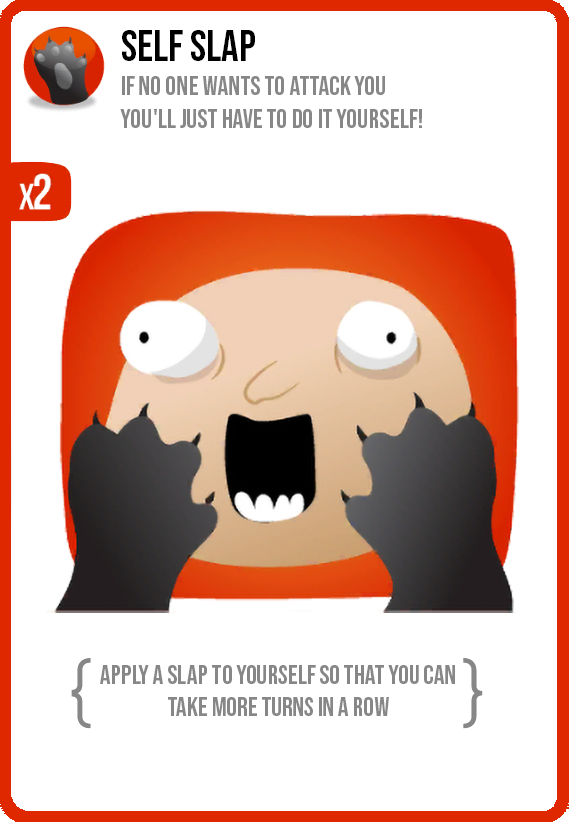 SELF SLAP
IF NO ONE WANTS TO ATTACK YOU
YOU'LL JUST HAVE TO DO IT YOURSELF!
X2
{ APPLY A SLAP TO YOURSELF SO THAT YOU CAN
TAKE MORE TURNS IN A ROW }